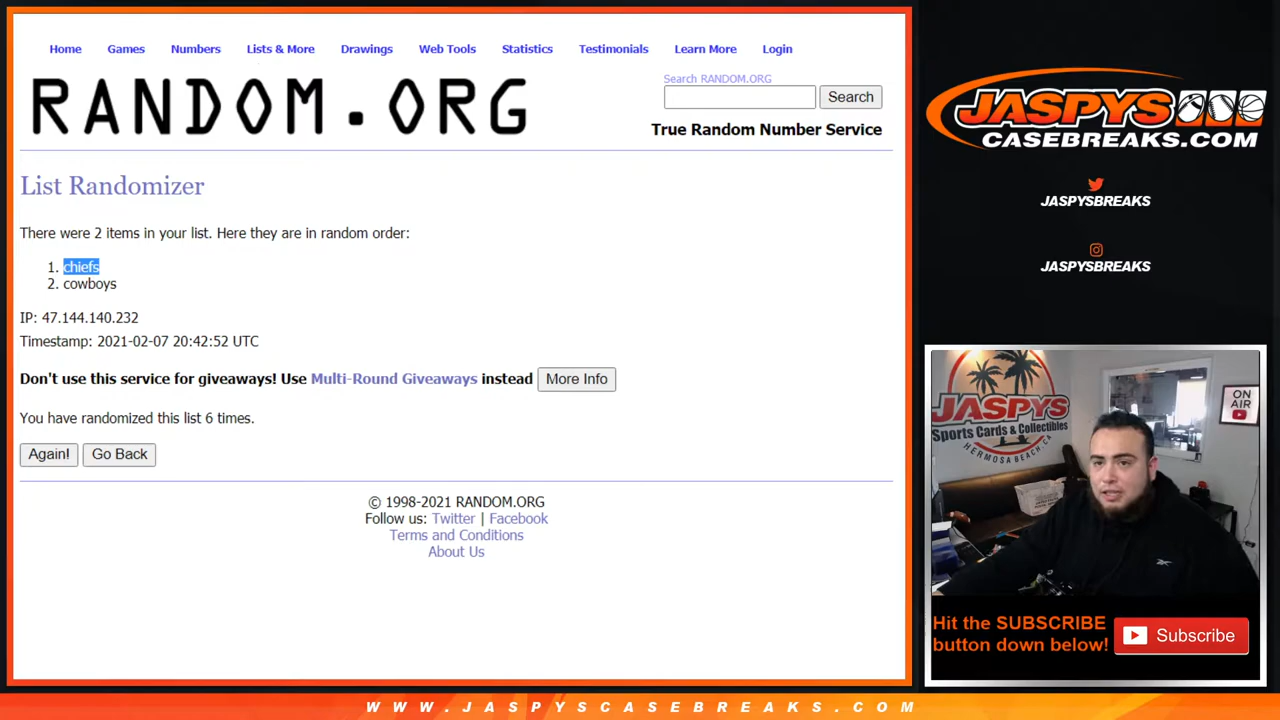 Home Games Numbers Lists & More Drawings Web Tools Statistics Testimonials Learn More Login
RANDOM.ORG
Search RANDOM.ORG
Search
True Random Number Service
List Randomizer
There were 2 items in your list. Here they are in random order:
1. chiefs
2. cowboys
IP: 47.144.140.232
Timestamp: 2021-02-07 20:42:52 UTC
Don't use this service for giveaways! Use Multi-Round Giveaways instead More Info
You have randomized this list 6 times.
Again! Go Back
© 1998-2021 RANDOM.ORG
Follow us: Twitter | Facebook
Terms and Conditions
About Us
JASPYS
CASEBREAKS.COM
JASPYSBREAKS
JASPYSBREAKS
JASPYS
Sports Cards & Collectibles
HERMOSA BEACH, CA
ON
AIR
Hit the SUBSCRIBE
button down below!
Subscribe
WWW.JASPYSCASEBREAKS.COM